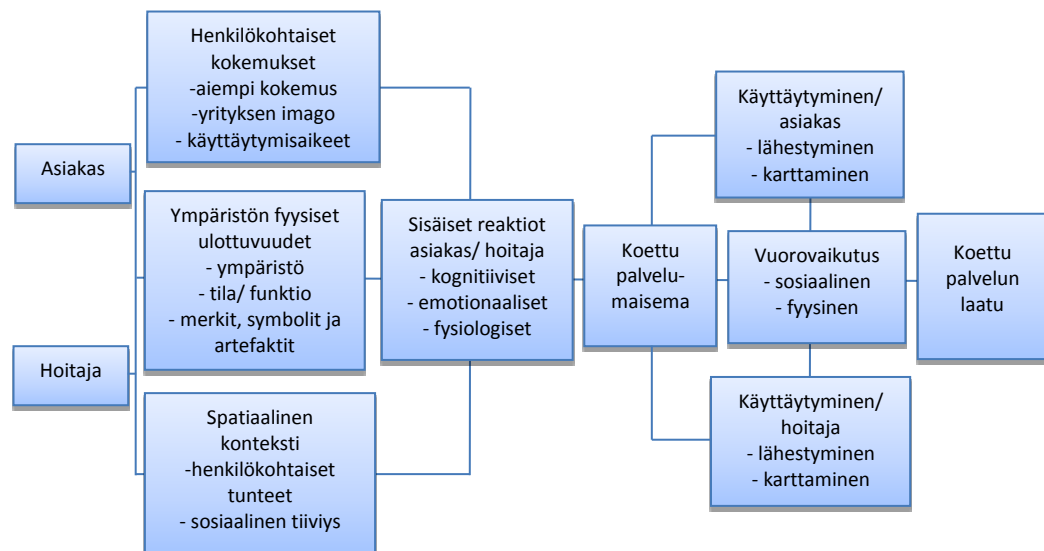 Asiakas
Hoitaja
Henkilökohtaiset
kokemukset
-aiempi kokemus
-yrityksen imago
- käyttäytymisaikeet
Ympäristön fyysiset
ulottuvuudet
- ympäristö
- tila/ funktio
- merkit, symbolit ja
artefaktit
Spatiaalinen
konteksti
-henkilökohtaiset
tunteet
- sosiaalinen tiiviys
Sisäiset reaktiot
asiakas/ hoitaja
- kognitiiviset
- emotionaaliset
- fysiologiset
Koettu
palvelu-
maisema
Käyttäytyminen/
asiakas
- lähestyminen
- karttaminen
Vuorovaikutus
- sosiaalinen
- fyysinen
Käyttäytyminen/
hoitaja
- lähestyminen
- karttaminen
Koettu
palvelun
laatu